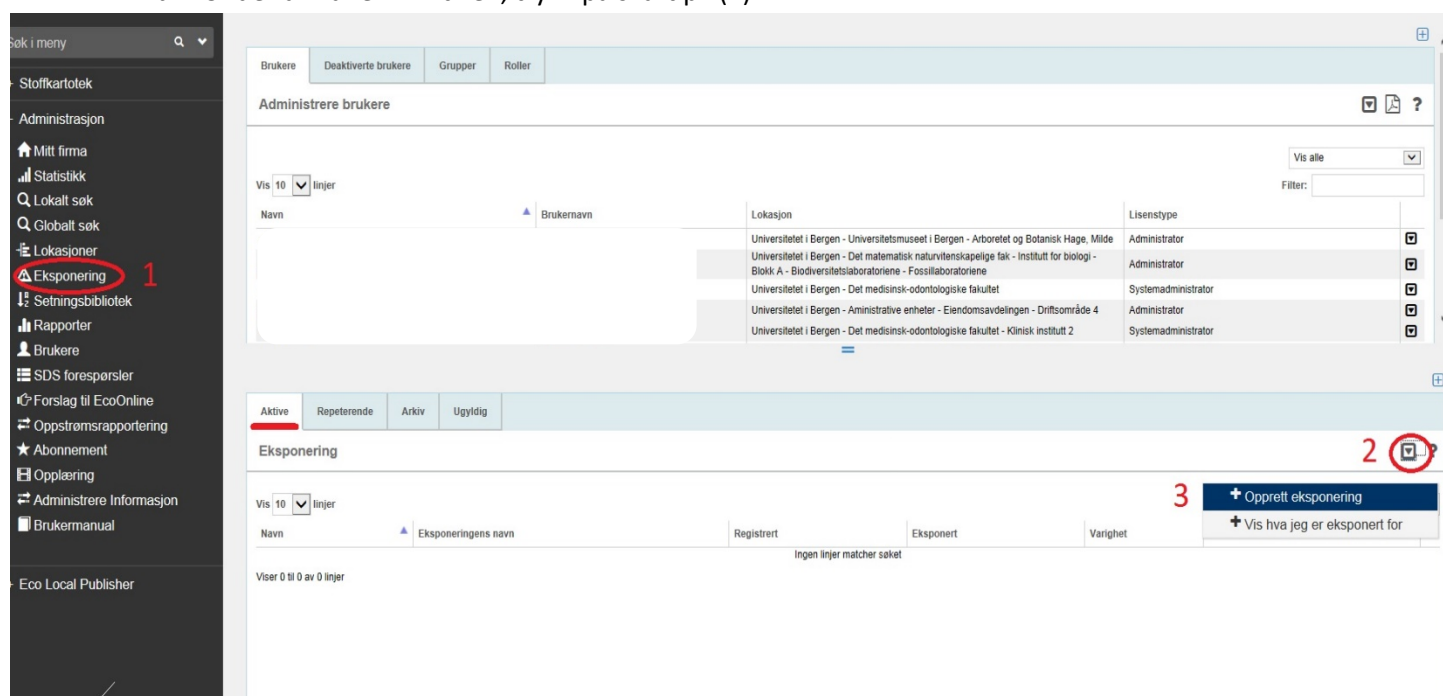 Søk i meny
Stoffkartotek
Administrasjon
Mitt firma
Statistikk
Lokalt søk
Globalt søk
Lokasjoner
Eksponering 1
Setningsbibliotek
Rapporter
Brukere
SDS forespørsler
Forslag til EcoOnline
Oppstrømsrapportering
Abonnement
Opplæring
Administrere Informasjon
Brukermanual
Eco Local Publisher
Brukere Deaktiverte brukere Grupper Roller
Administrere brukere ?
Vis alle
Vis 10 linjer Filter:
Navn Brukernavn Lokasjon Lisenstype
Universitetet i Bergen - Universitetsmuseet i Bergen - Arboretet og Botanisk Hage, Milde Administrator
Universitetet i Bergen - Det matematisk naturvitenskapelige fak - Institutt for biologi -
Blokk A - Biodiversitetslaboratoriene - Fossillaboratoriene Administrator
Universitetet i Bergen - Det medisinsk-odontologiske fakultet Systemadministrator
Universitetet i Bergen - Aministrative enheter - Eiendomsavdelingen - Driftsområde 4 Administrator
Universitetet i Bergen - Det medisinsk-odontologiske fakultet - Klinisk institutt 2 Systemadministrator
Aktive Repeterende Arkiv Ugyldig
Eksponering 2 ?
3 Opprett eksponering
Vis hva jeg er eksponert for
Vis 10 linjer
Navn Eksponeringens navn Registrert Eksponert Varighet
Ingen linjer matcher søket
Viser 0 til 0 av 0 linjer